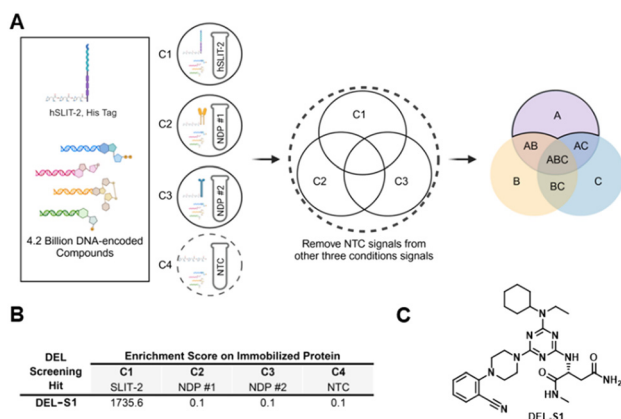 A
C1
hSLIT-2
hSLIT-2, His Tag
C2
NDP #1
C3
NDP #2
4.2 Billion DNA-encoded
Compounds
C4
NTC
C1
C2
C3
Remove NTC signals from
other three conditions signals
A
AB
AC
ABC
B
BC
C
B
DEL
Screening
Hit
Enrichment Score on Immobilized Protein
C1 C2 C3 C4
SLIT-2 NDP #1 NDP #2 NTC
DEL-S1 1735.6 0.1 0.1 0.1
C
N
N N
N N N
N
HN
O
NH2
O
HN
CN
DEL-S1